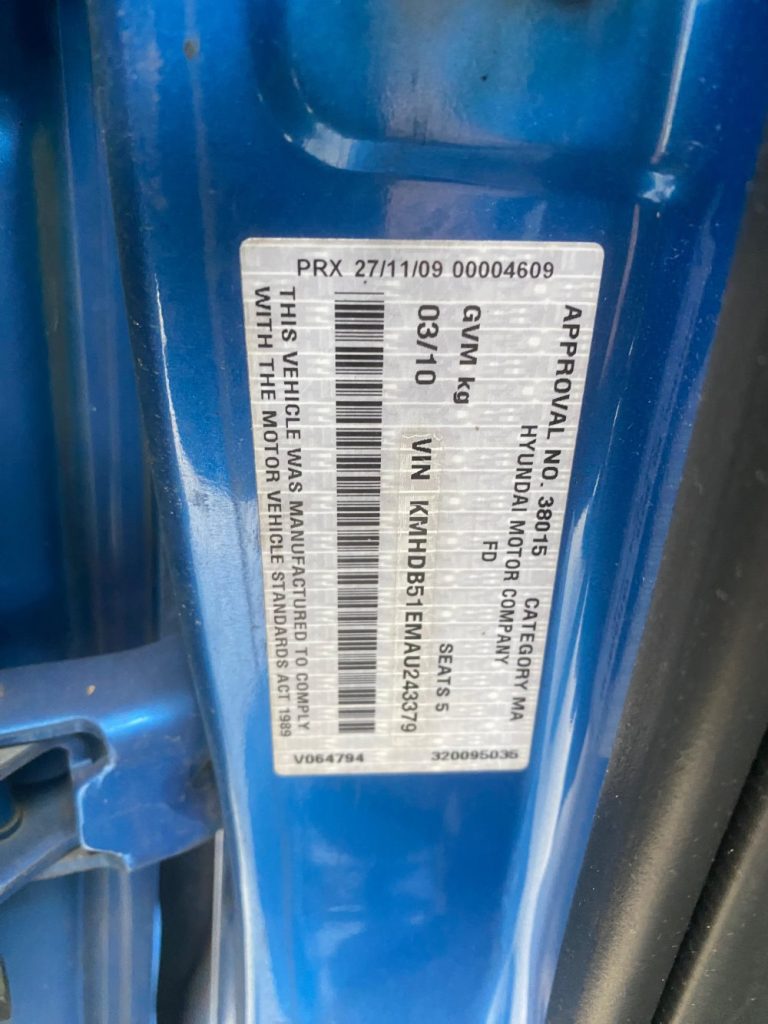 PRX 27/11/09 00004609
APPROVAL NO. 38015 CATEGORY MA
HYUNDAI MOTOR COMPANY
FD
GVM kg SEATS 5
03/10 VIN KMHDB51EMAU243379
THIS VEHICLE WAS MANUFACTURED TO COMPLY
WITH THE MOTOR VEHICLE STANDARDS ACT 1989
V064794 320095036